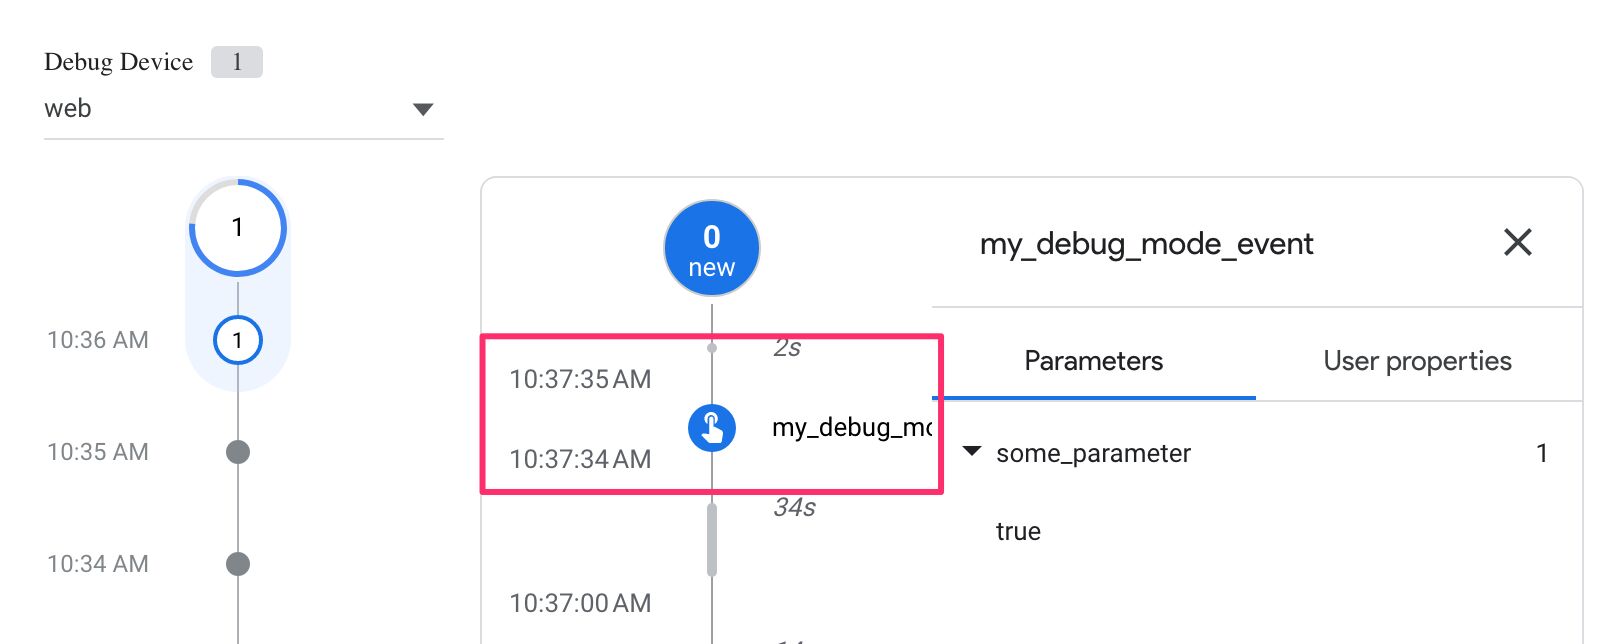 Debug Device 1
web
1
10:36 AM 1
10:35 AM
10:34 AM
0
new
2s
10:37:35 AM
my_debug_mo
10:37:34 AM
34s
10:37:00 AM
my_debug_mode_event
Parameters User properties
some_parameter 1
true